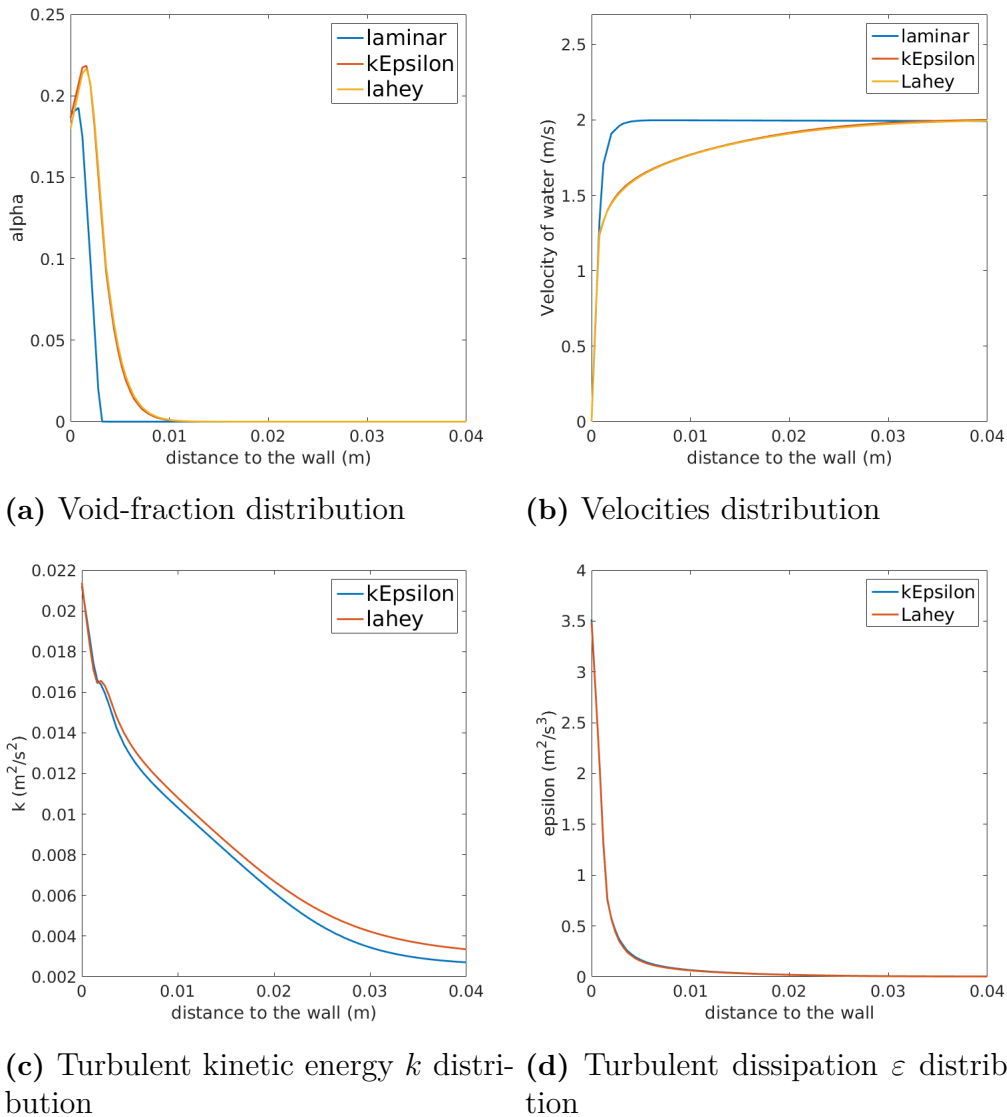 0.25
0.2
0.15
0.1
0.05
0
alpha
0
0.01
0.02
0.03
0.04
distance to the wall (m)
laminar
kEpsilon
lahey
2.5
2
1.5
1
0.5
0
Velocity of water (m/s)
0
0.01
0.02
0.03
0.04
distance to the wall (m)
laminar
kEpsilon
Lahey
(a) Void-fraction distribution
(b) Velocities distribution
0.022
0.02
0.018
0.016
0.014
0.012
0.01
0.008
0.006
0.004
0.002
k (m²/s²)
0
0.01
0.02
0.03
0.04
distance to the wall (m)
kEpsilon
lahey
4
3.5
3
2.5
2
1.5
1
0.5
0
epsilon (m²/s³)
0
0.01
0.02
0.03
0.04
distance to the wall
kEpsilon
Lahey
(c) Turbulent kinetic energy k distri-
bution
(d) Turbulent dissipation ε distrib
tion